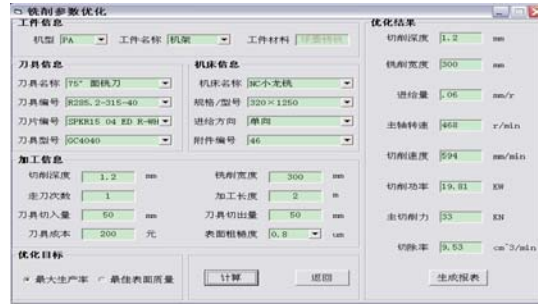 铣削参数优化
工件信息
机型 PA 工件名称 机架 工件材料 球墨铸铁
刀具信息
刀具名称 75° 面铣刀
刀具编号 R285.2-315-40
刀片编号 SPKR15 04 ED R-WH
刀具型号 GC4040
机床信息
机床名称 NC小龙铣
规格/型号 320×1250
进给方向 单向
附件编号 46
加工信息
切削深度 1.2 mm 铣削宽度 300 mm
走刀次数 1 加工长度 2 m
刀具切入量 50 mm 刀具切出量 50 mm
刀具成本 200 元 表面粗糙度 0.8 um
优化目标
最大生产率 最佳表面质量
计算 返回
优化结果
切削深度 1.2 mm
铣削宽度 300 mm
进给量 .06 mm/r
主轴转速 468 r/min
切削速度 594 mm/min
切削功率 19.81 KW
主切削力 33 KN
切除率 9.53 cm^3/min
生成报表